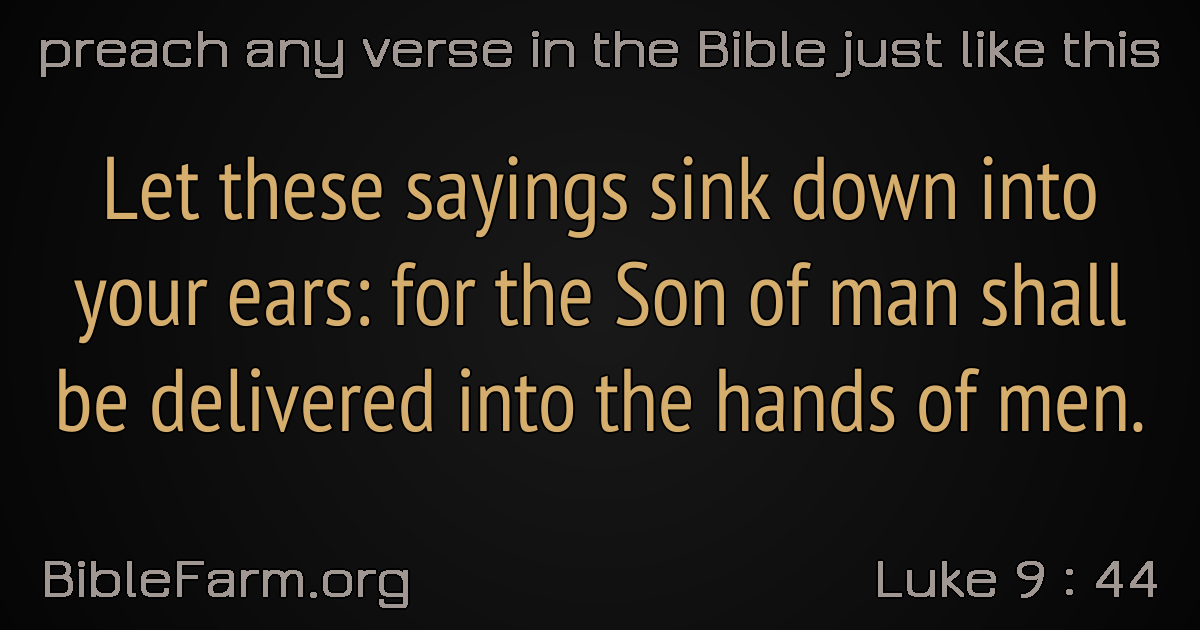 preach any verse in the Bible just like this
Let these sayings sink down into
your ears: for the Son of man shall
be delivered into the hands of men.
BibleFarm.org
Luke 9 : 44